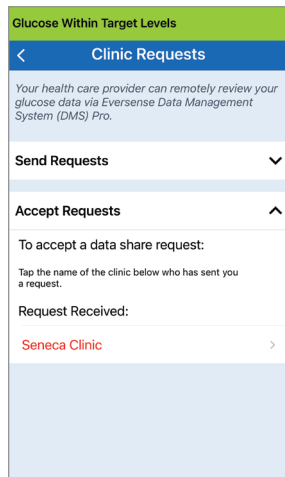 Glucose Within Target Levels
Clinic Requests
Your health care provider can remotely review your
glucose data via Eversense Data Management
System (DMS) Pro.
Send Requests
Accept Requests
To accept a data share request:
Tap the name of the clinic below who has sent you
a request.
Request Received:
Seneca Clinic